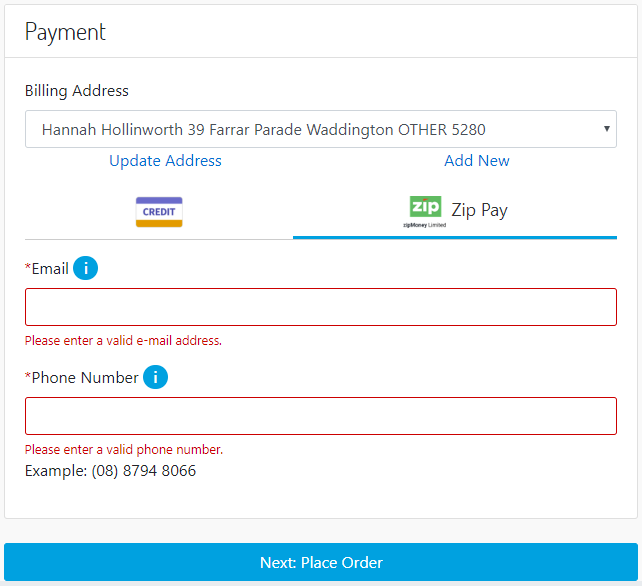 Payment
Billing Address
Hannah Hollinworth 39 Farrar Parade Waddington OTHER 5280
Update Address Add New
CREDIT zip Zip Pay
zipMoney Limited
*Email i
Please enter a valid e-mail address.
*Phone Number i
Please enter a valid phone number.
Example: (08) 8794 8066
Next: Place Order